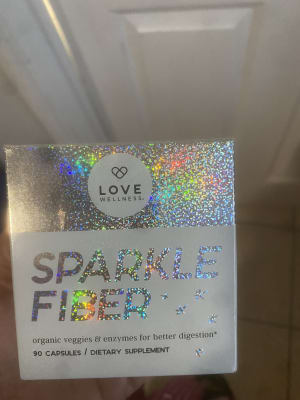 LOVE
WELLNESS®
SPARKLE
FIBER
organic veggies & enzymes for better digestion*
90 CAPSULES / DIETARY SUPPLEMENT